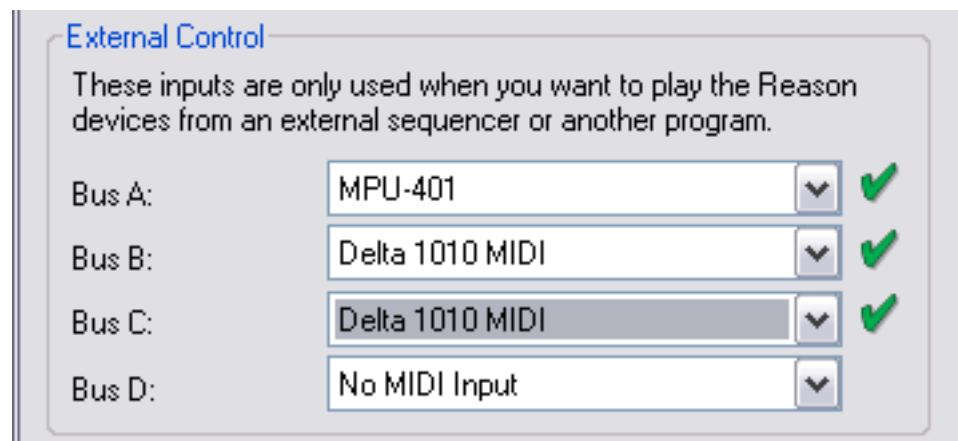 External Control
These inputs are only used when you want to play the Reason
devices from an external sequencer or another program.
Bus A: MPU-401
Bus B: Delta 1010 MIDI
Bus C: Delta 1010 MIDI
Bus D: No MIDI Input